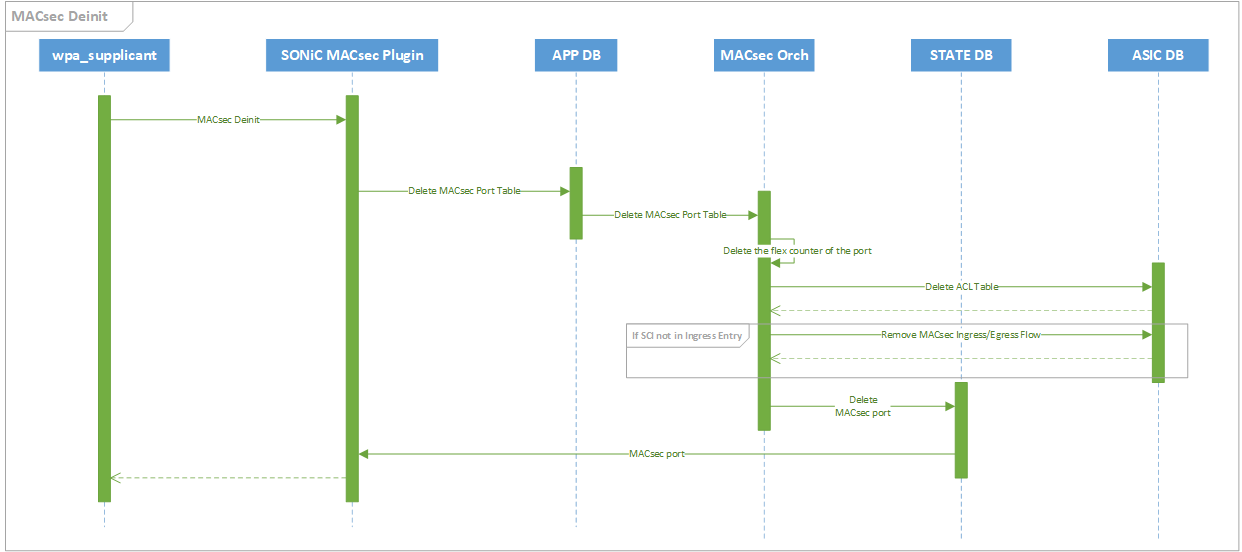 MACsec Deinit
wpa_supplicant
SONiC MACsec Plugin
APP DB
MACsec Orch
STATE DB
ASIC DB
MACsec Deinit
Delete MACsec Port Table
Delete MACsec Port Table
Delete the flex counter of the port
Delete ACL Table
If SCI not in Ingress Entry
Remove MACsec Ingress/Egress Flow
Delete
MACsec port
MACsec port